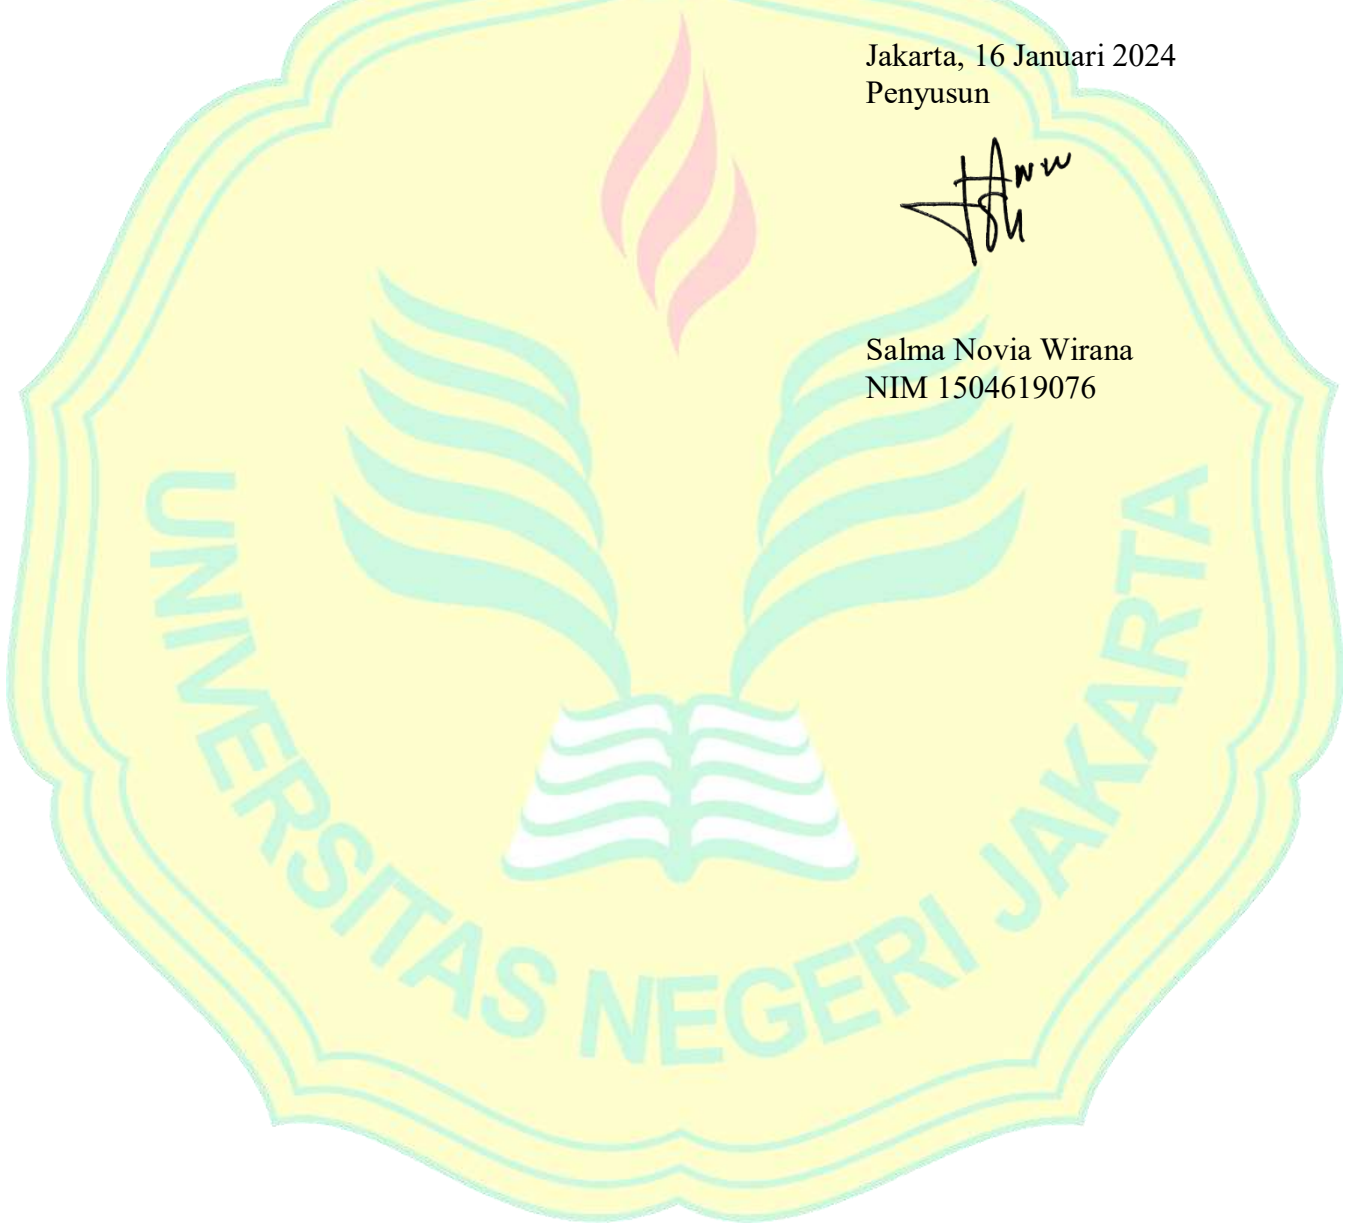 Jakarta, 16 Januari 2024
Penyusun
Salma Novia Wirana
NIM 1504619076
UNIVERSITAS NEGERI JAKARTA